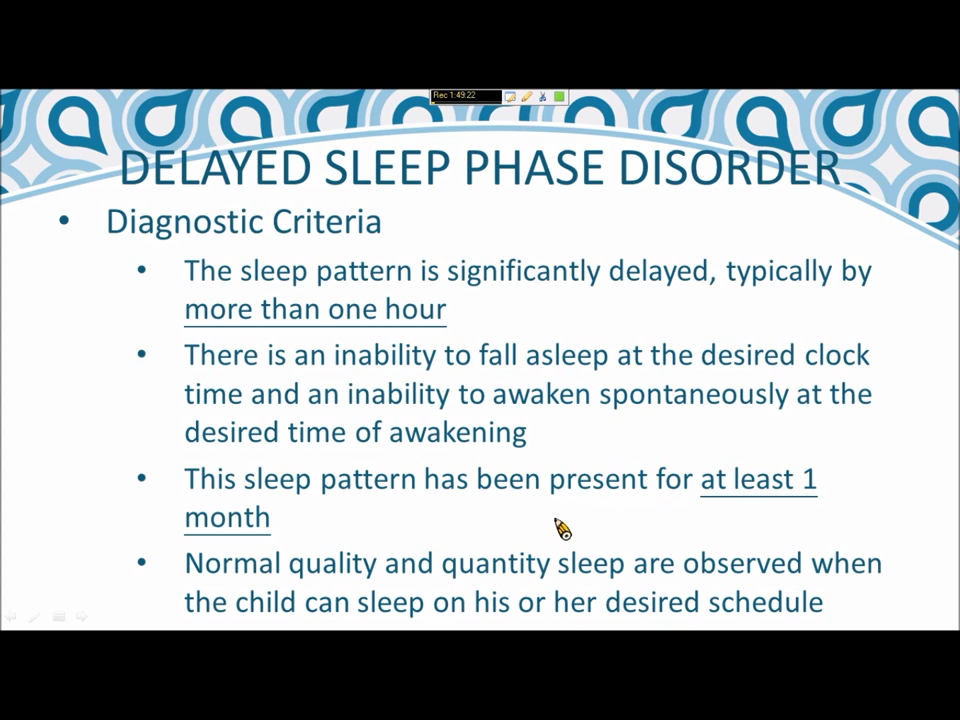 Rec 1:49:22
DELAYED SLEEP PHASE DISORDER
• Diagnostic Criteria
• The sleep pattern is significantly delayed, typically by
more than one hour
• There is an inability to fall asleep at the desired clock
time and an inability to awaken spontaneously at the
desired time of awakening
• This sleep pattern has been present for at least 1
month
• Normal quality and quantity sleep are observed when
the child can sleep on his or her desired schedule